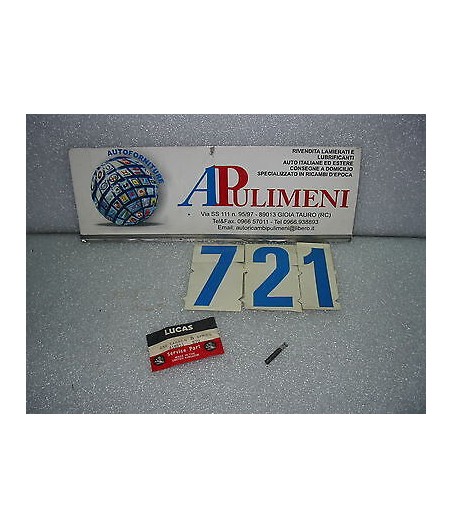 AUTOFORNITURE
APULIMENI
RIVENDITA LAMIERATI E
LUBRIFICANTI
AUTO ITALIANE ED ESTERE
CONSEGNE A DOMICILIO
SPECIALIZZATO IN RICAMBI D'EPOCA
Via SS 111 n. 95/97 - 89013 GIOIA TAURO (RC)
Tel&Fax. 0966 57011 - Tel 0966.938893
Email: autoricambipulimeni@libero.it
721
LUCAS
Service Part